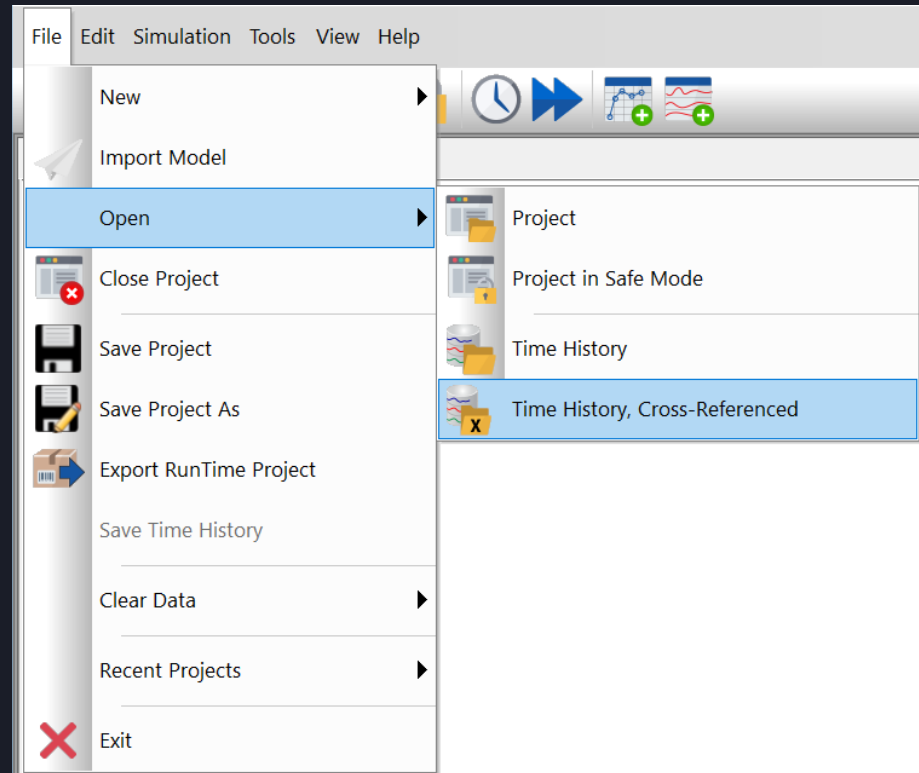 File Edit Simulation Tools View Help
New
Import Model
Open
Close Project
Save Project
Save Project As
Export RunTime Project
Save Time History
Clear Data
Recent Projects
Exit
Project
Project in Safe Mode
Time History
X
Time History, Cross-Referenced